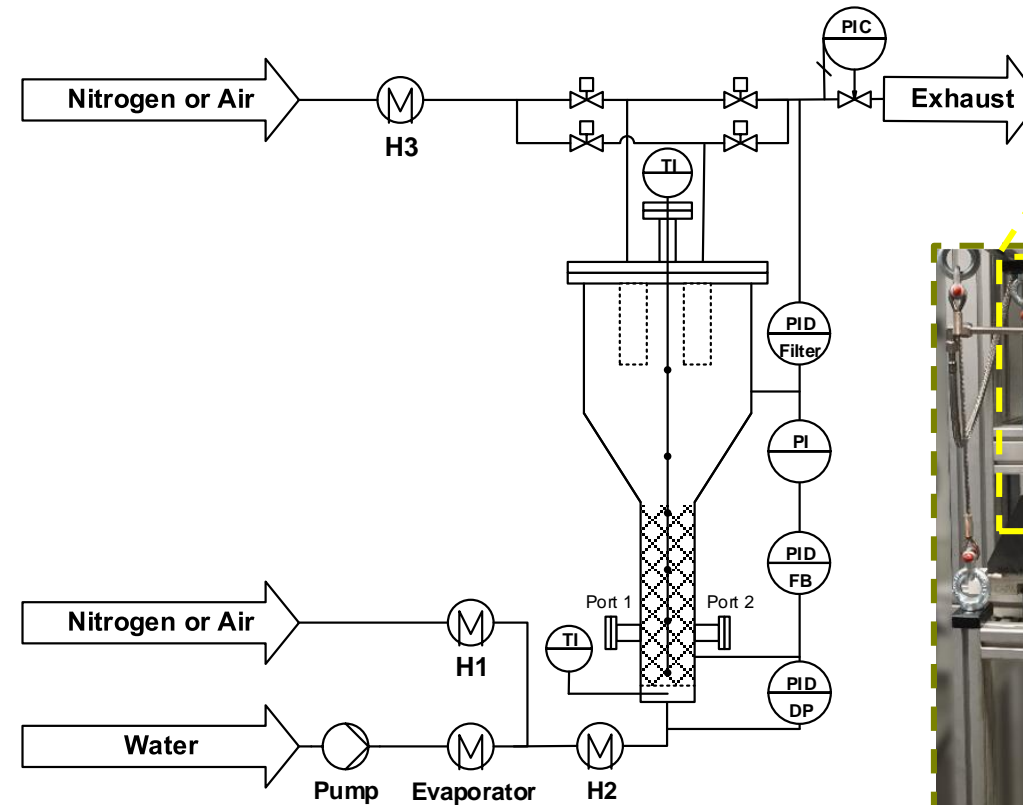 PIC
Nitrogen or Air
Exhaust
H3
TI
PID
Filter
PI
PID
FB
Port 1
Port 2
Nitrogen or Air
TI
H1
PID
DP
Water
Pump
Evaporator
H2